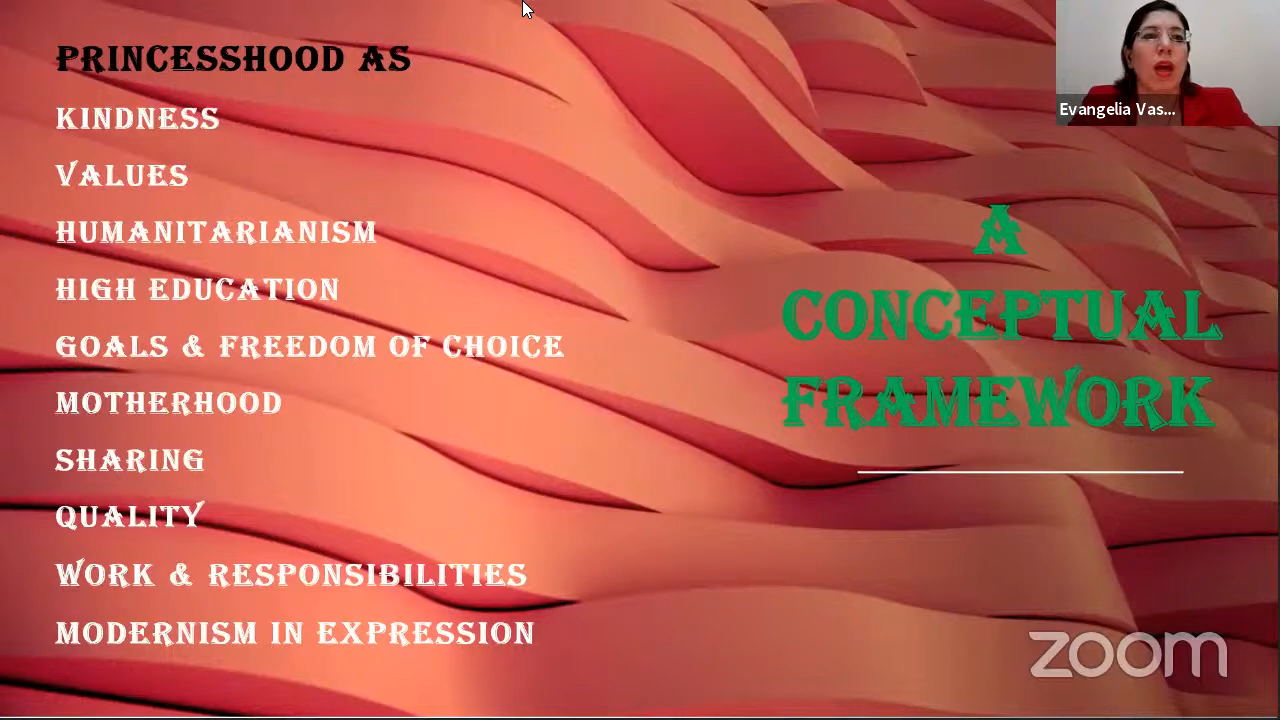 PRINCESSHOOD AS
KINDNESS
VALUES
HUMANITARIANISM
HIGH EDUCATION
GOALS & FREEDOM OF CHOICE
MOTHERHOOD
SHARING
QUALITY
WORK & RESPONSIBILITIES
MODERNISM IN EXPRESSION
A
CONCEPTUAL
FRAMEWORK
Evangelia Vas...
zoom